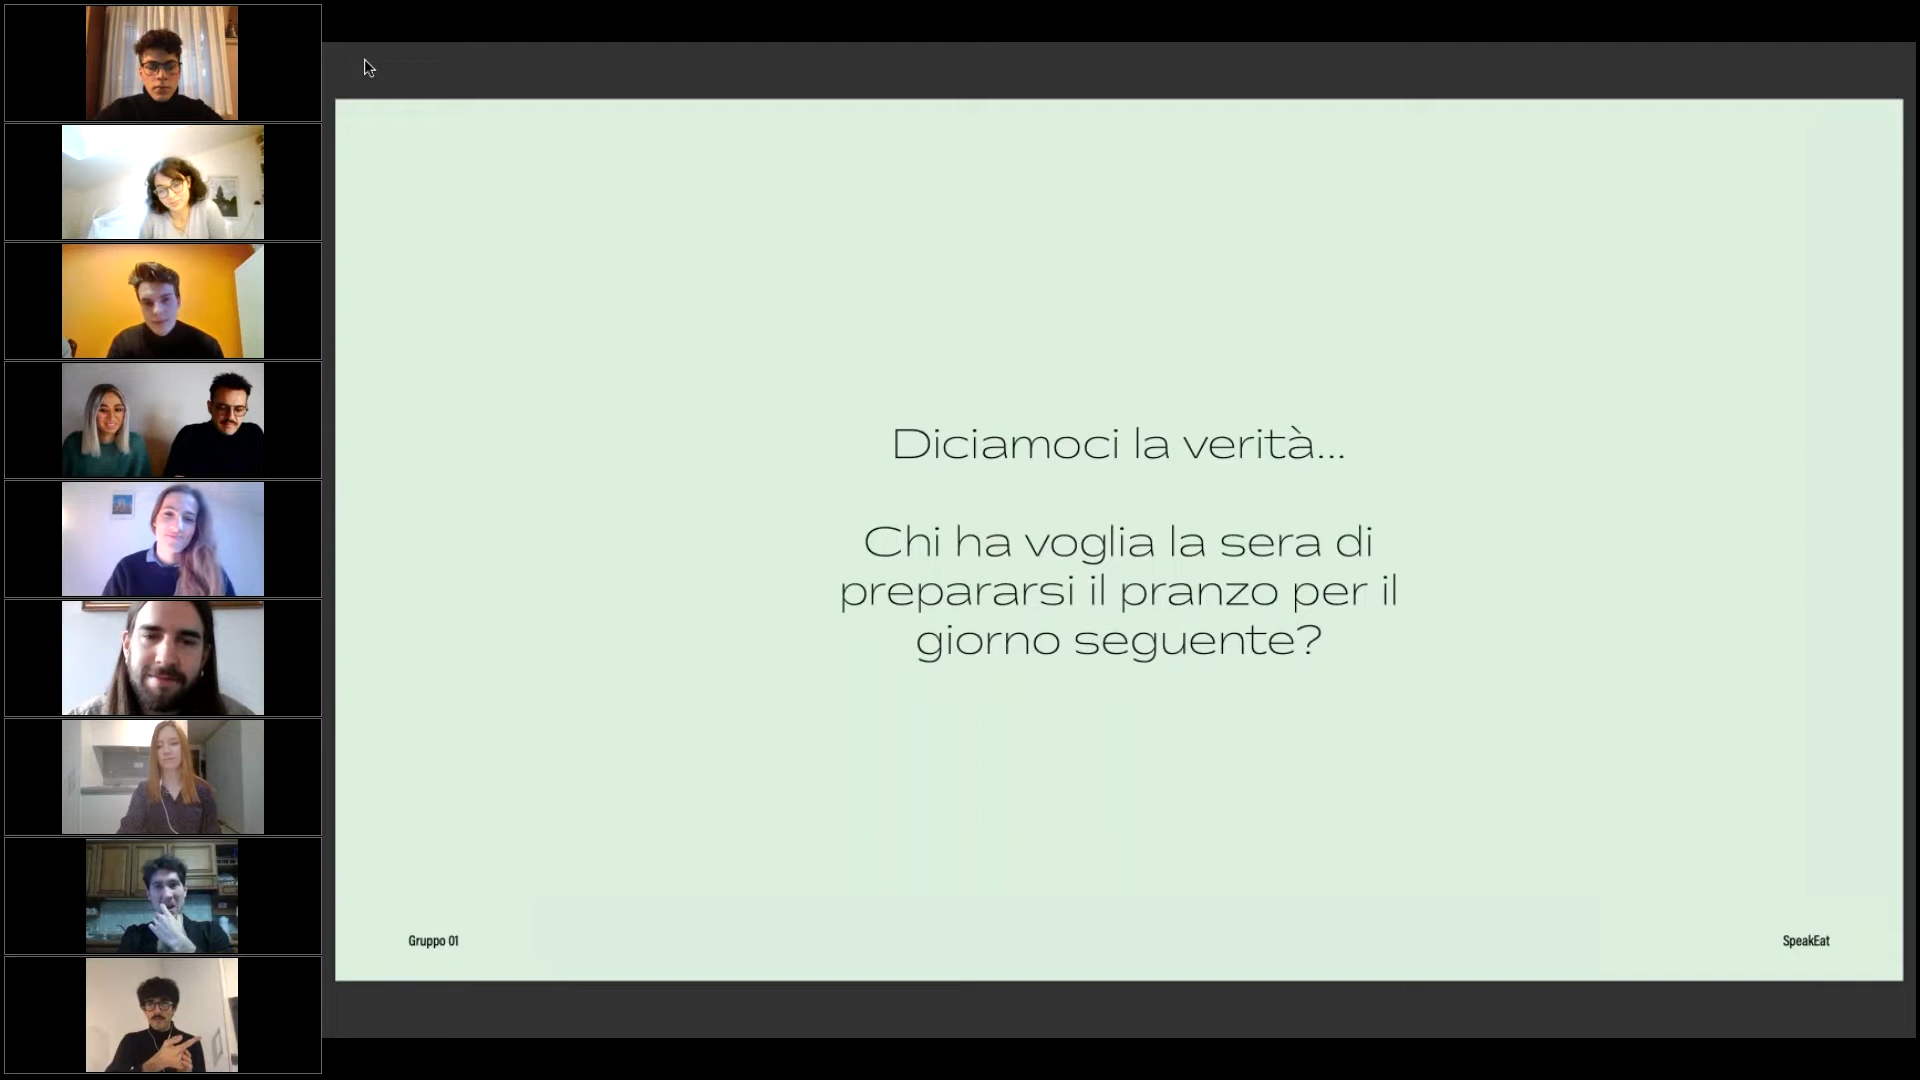 Diciamoci la verità...
Chi ha voglia la sera di
prepararsi il pranzo per il
giorno seguente?
Gruppo 01
SpeakEat